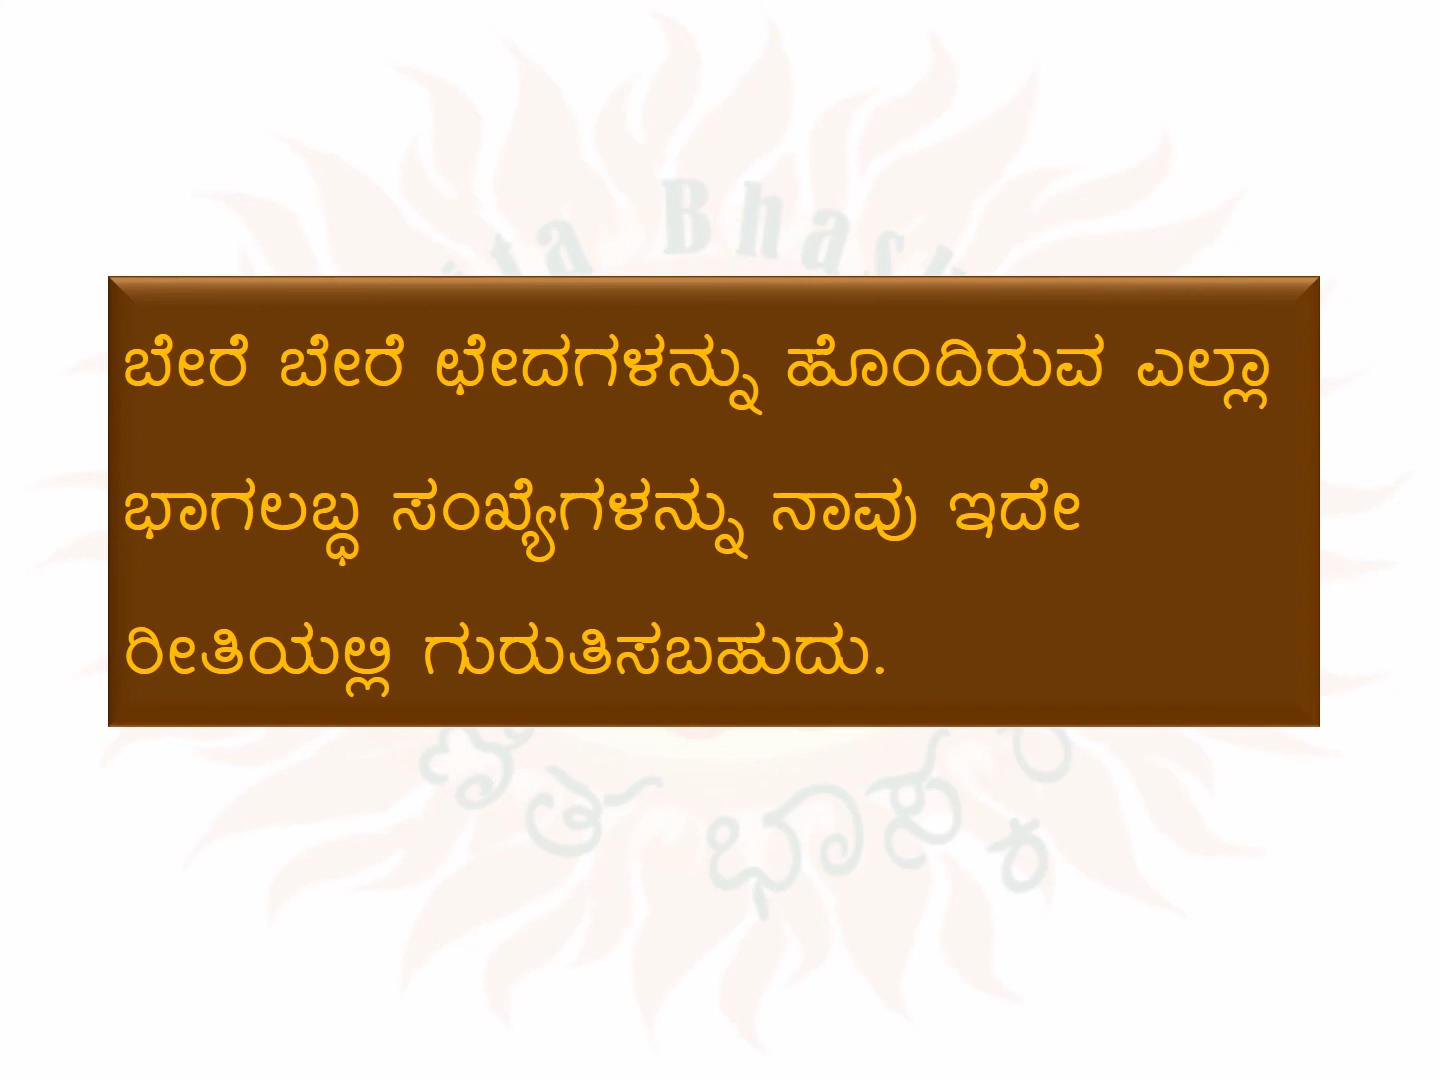 ಬೇರೆ ಬೇರೆ ಛೇದಗಳನ್ನು ಹೊಂದಿರುವ ಎಲ್ಲಾ
ಭಾಗಲಬ್ಧ ಸಂಖ್ಯೆಗಳನ್ನು ನಾವು ಇದೇ
ರೀತಿಯಲ್ಲಿ ಗುರುತಿಸಬಹುದು.